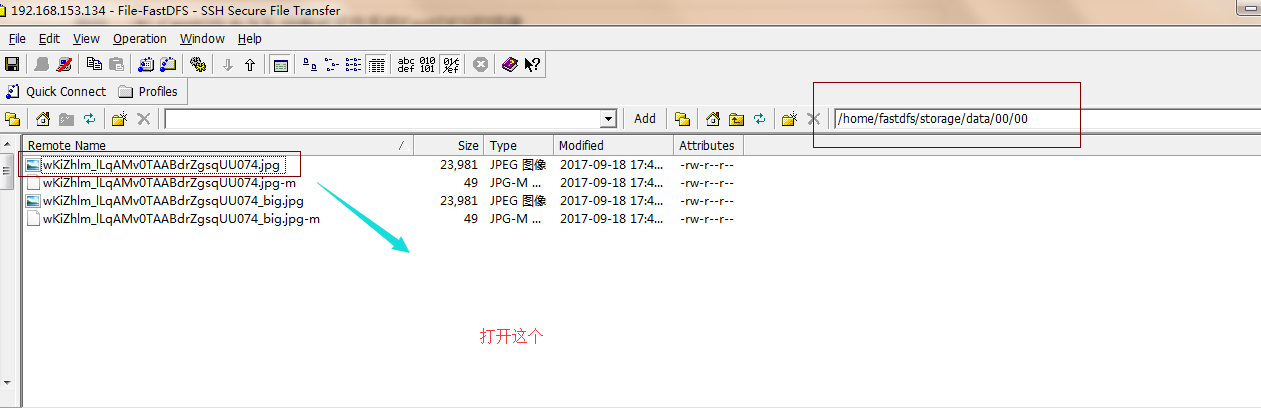 192.168.153.134 - File-FastDFS - SSH Secure File Transfer
File Edit View Operation Window Help
abc def 010 101
Quick Connect Profiles
Add /home/fastdfs/storage/data/00/00
Remote Name / Size Type Modified Attributes
wKiZhlm_lLqAMv0TAABdrZgsqUU074.jpg 23,981 JPEG 图像 2017-09-18 17:4... -rw-r--r--
wKiZhlm_lLqAMv0TAABdrZgsqUU074.jpg-m 49 JPG-M ... 2017-09-18 17:4... -rw-r--r--
wKiZhlm_lLqAMv0TAABdrZgsqUU074_big.jpg 23,981 JPEG 图像 2017-09-18 17:4... -rw-r--r--
wKiZhlm_lLqAMv0TAABdrZgsqUU074_big.jpg-m 49 JPG-M ... 2017-09-18 17:4... -rw-r--r--
打开这个